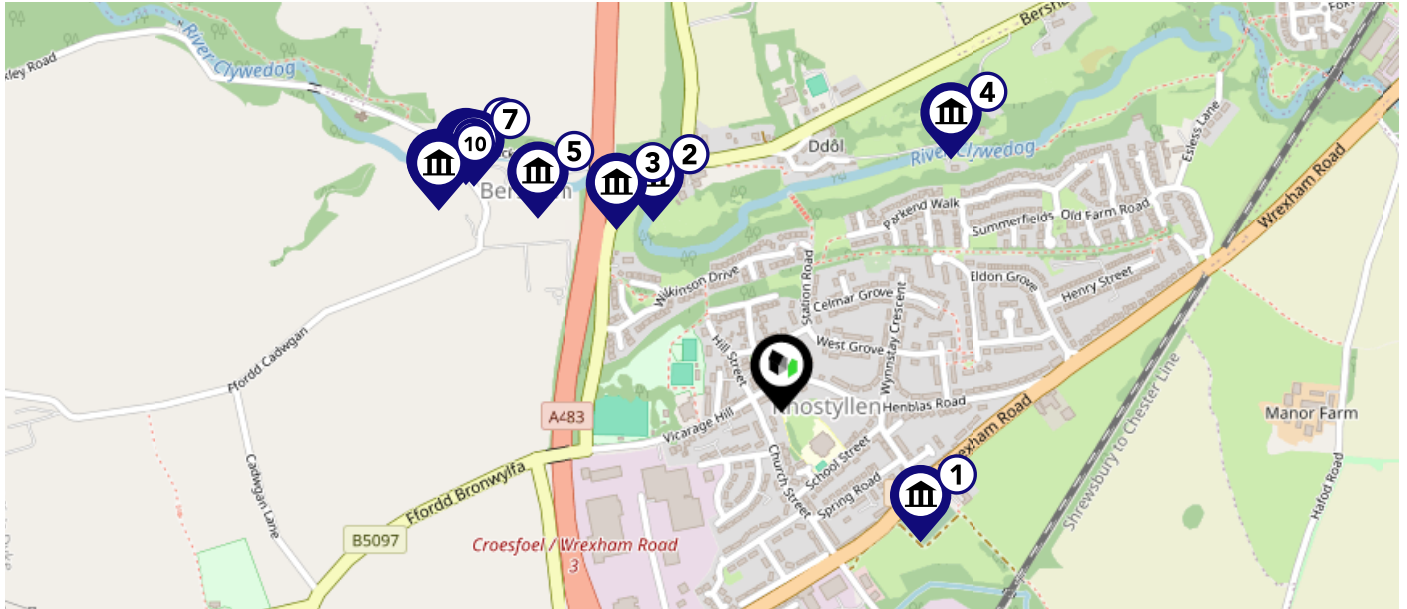 Bershi
Fox
xley Road
River Clywedog
7
4
10
Ddôl
Esless Lane
River Clywedog
5
3
2
Wrexham Road
Parkend Walk
Old Farm Road
Summerfields
Wilkinson Drive
Station Road
Eldon Grove
Henry Street
Celmar Grove
Wynnstay Crescent
Hill Street
West Grove
Ffordd Cadwgan
Shrewsbury to Chester Line
A483
Rhostyllen
Henblas Road
Manor Farm
Vicarage Hill
Wrexham Road
School Street
Church Street
Spring Road
1
Cadwgan Lane
Ffordd Bronwylfa
Hafod Road
B5097
Croesfoel / Wrexham Road
3